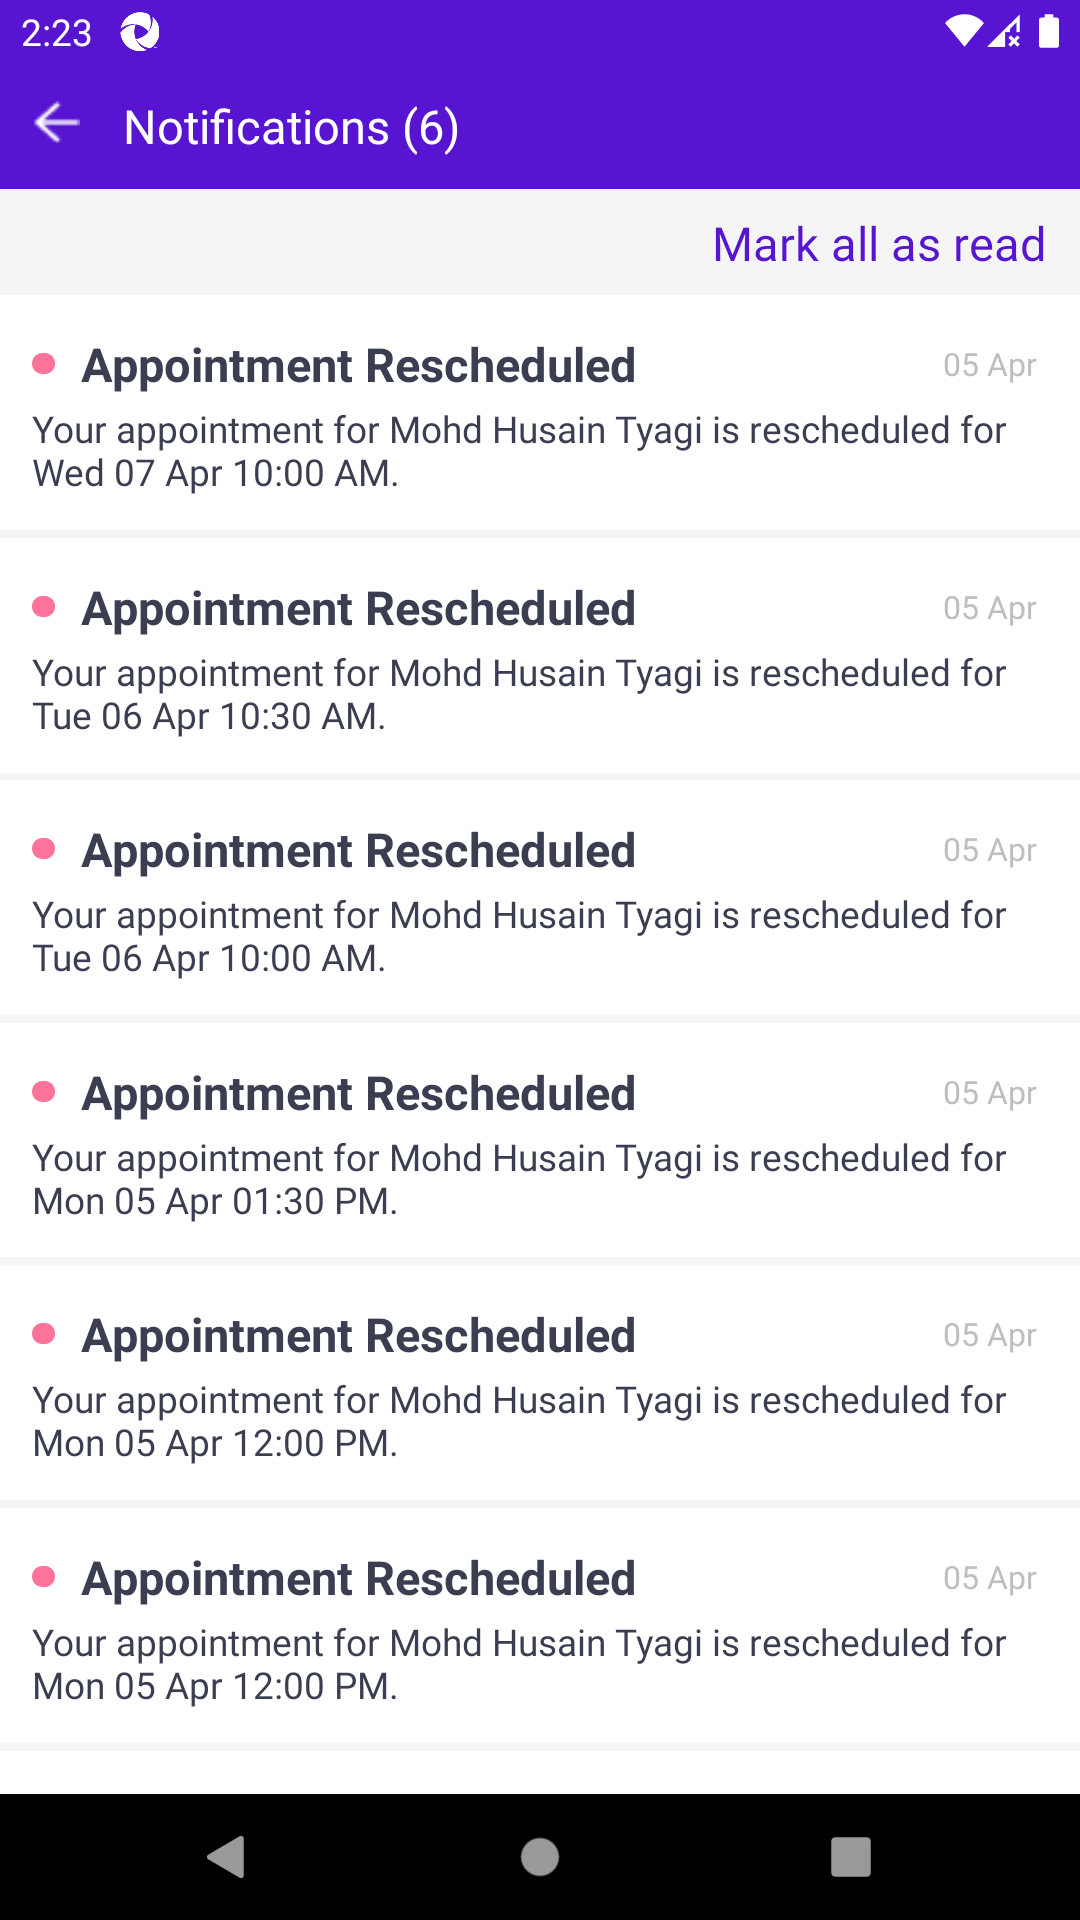 2:23
Notifications (6)
Mark all as read
Appointment Rescheduled 05 Apr
Your appointment for Mohd Husain Tyagi is rescheduled for
Wed 07 Apr 10:00 AM.
Appointment Rescheduled 05 Apr
Your appointment for Mohd Husain Tyagi is rescheduled for
Tue 06 Apr 10:30 AM.
Appointment Rescheduled 05 Apr
Your appointment for Mohd Husain Tyagi is rescheduled for
Tue 06 Apr 10:00 AM.
Appointment Rescheduled 05 Apr
Your appointment for Mohd Husain Tyagi is rescheduled for
Mon 05 Apr 01:30 PM.
Appointment Rescheduled 05 Apr
Your appointment for Mohd Husain Tyagi is rescheduled for
Mon 05 Apr 12:00 PM.
Appointment Rescheduled 05 Apr
Your appointment for Mohd Husain Tyagi is rescheduled for
Mon 05 Apr 12:00 PM.